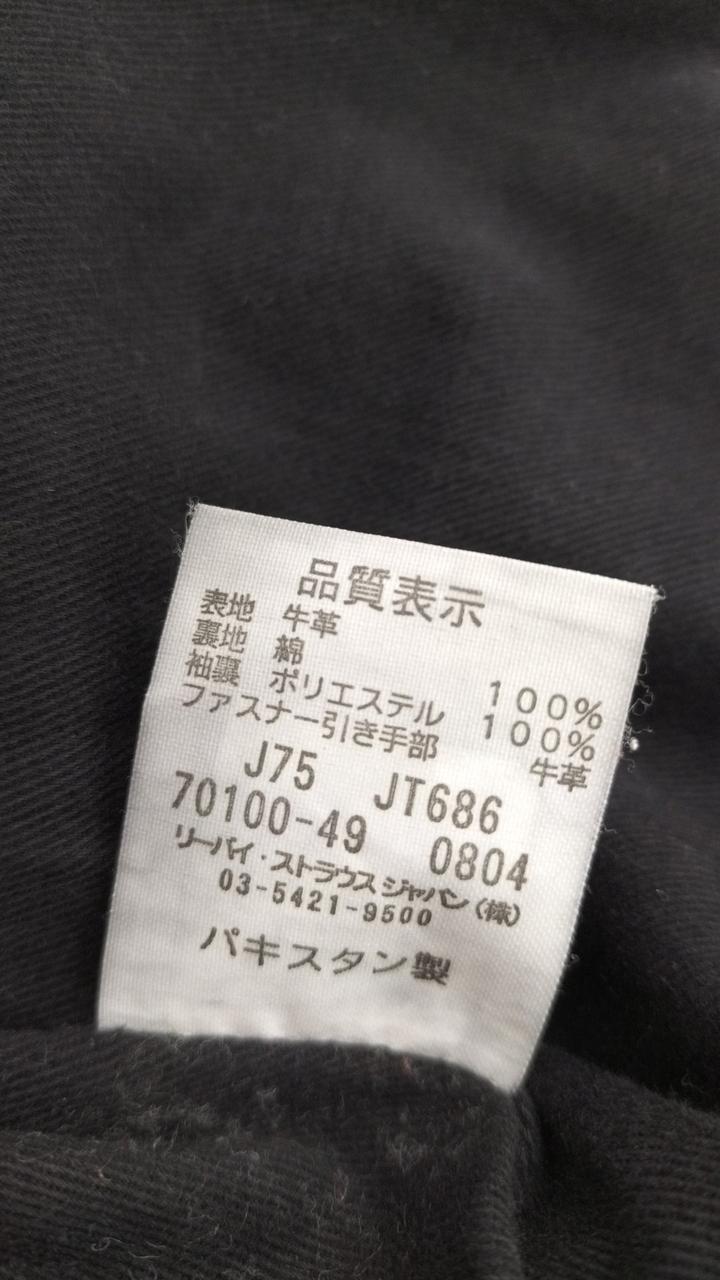 品質表示
表地 牛革
裏地 綿 100%
袖裏 ポリエステル 100%
ファスナー引き手部 牛革
J75 JT686
70100-49 0804
リーバイ・ストラウス ジャパン(株)
03-5421-9500
パキスタン製